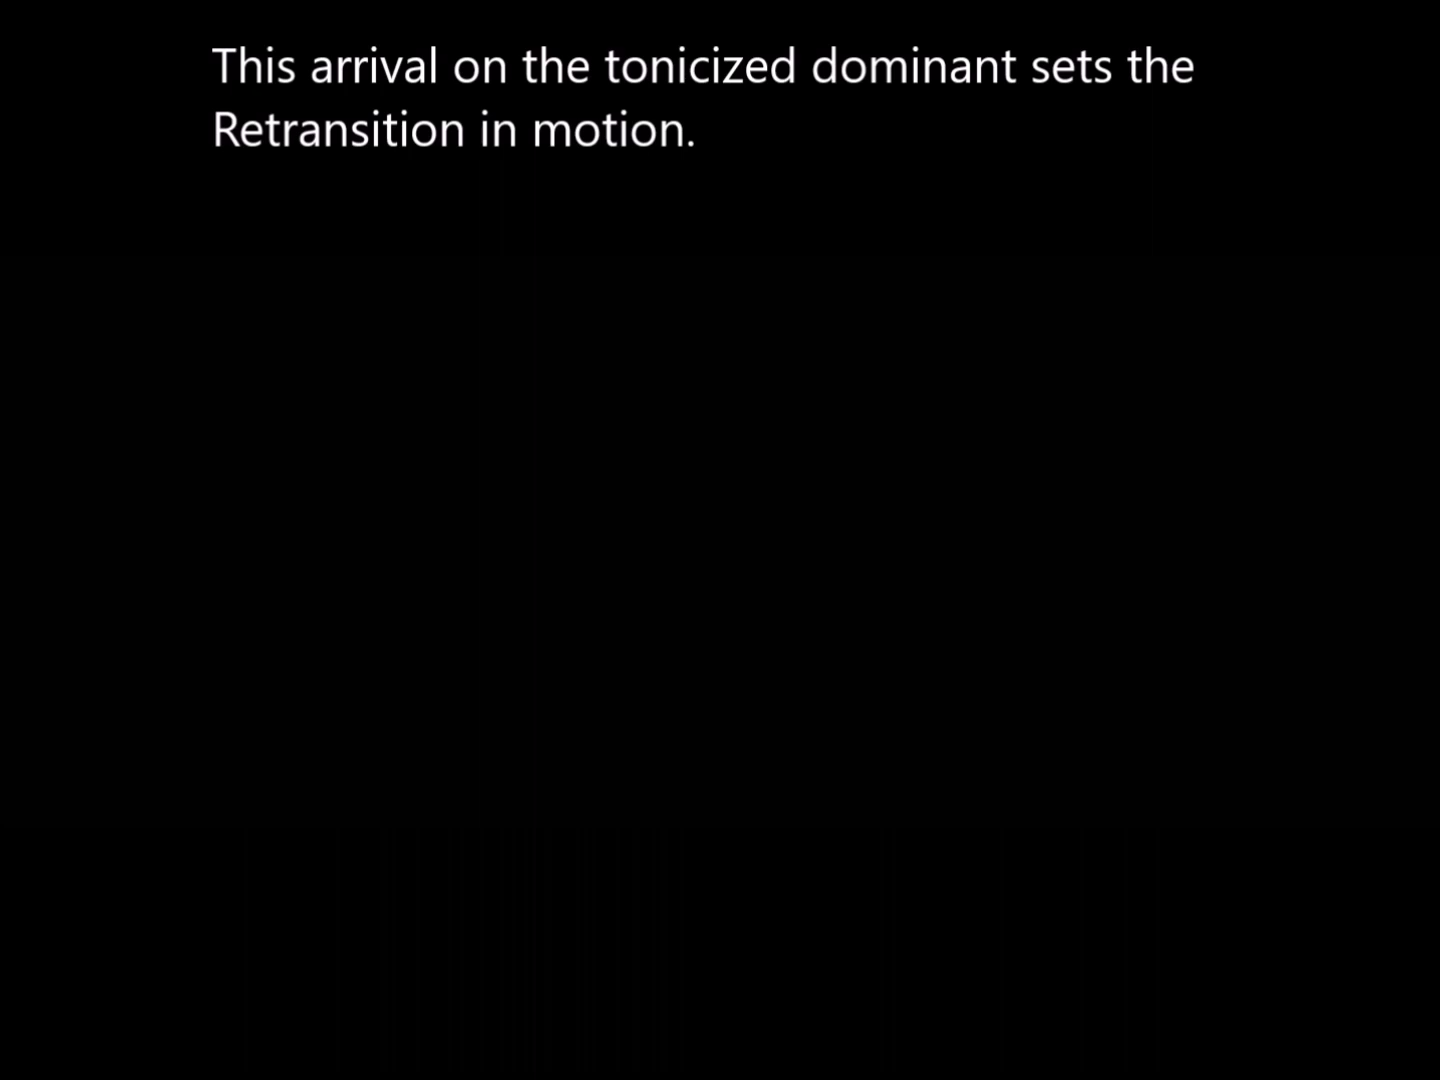 This arrival on the tonicized dominant sets the
Retransition in motion.